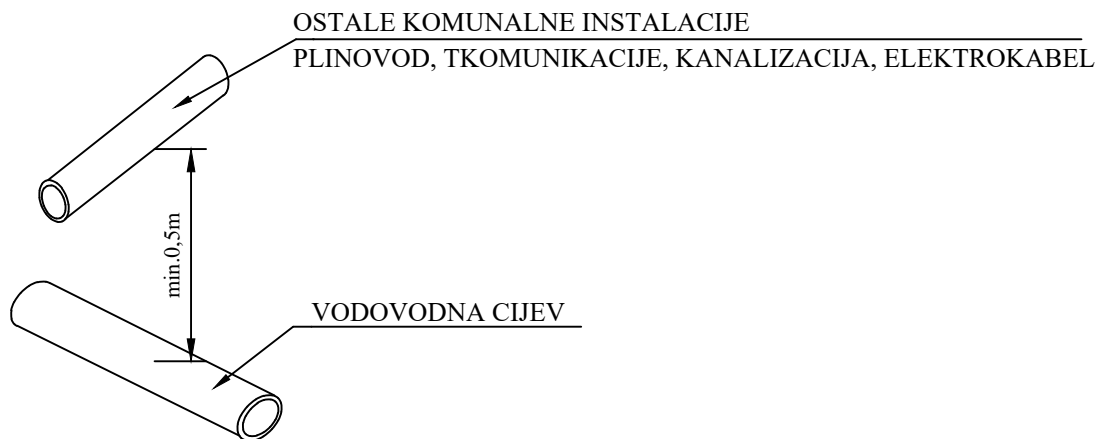 OSTALE KOMUNALNE INSTALACIJE
PLINOVOD, TKOMUNIKACIJE, KANALIZACIJA, ELEKTROKABEL
min.0,5m
VODOVODNA CIJEV